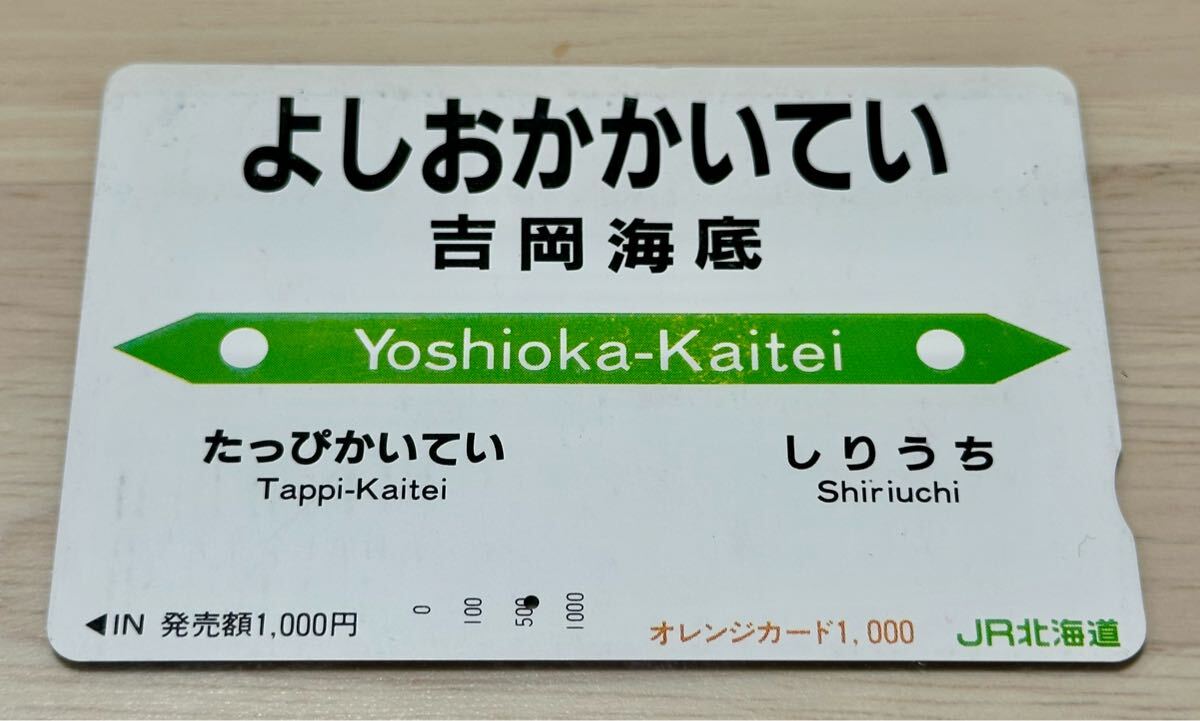 よしおかかいてい
吉岡海底
Yoshioka-Kaitei
たっぴかいてい しりうち
Tappi-Kaitei Shiriuchi
◀IN 発売額1,000円 0 100 500 1000 オレンジカード1,000 JR北海道